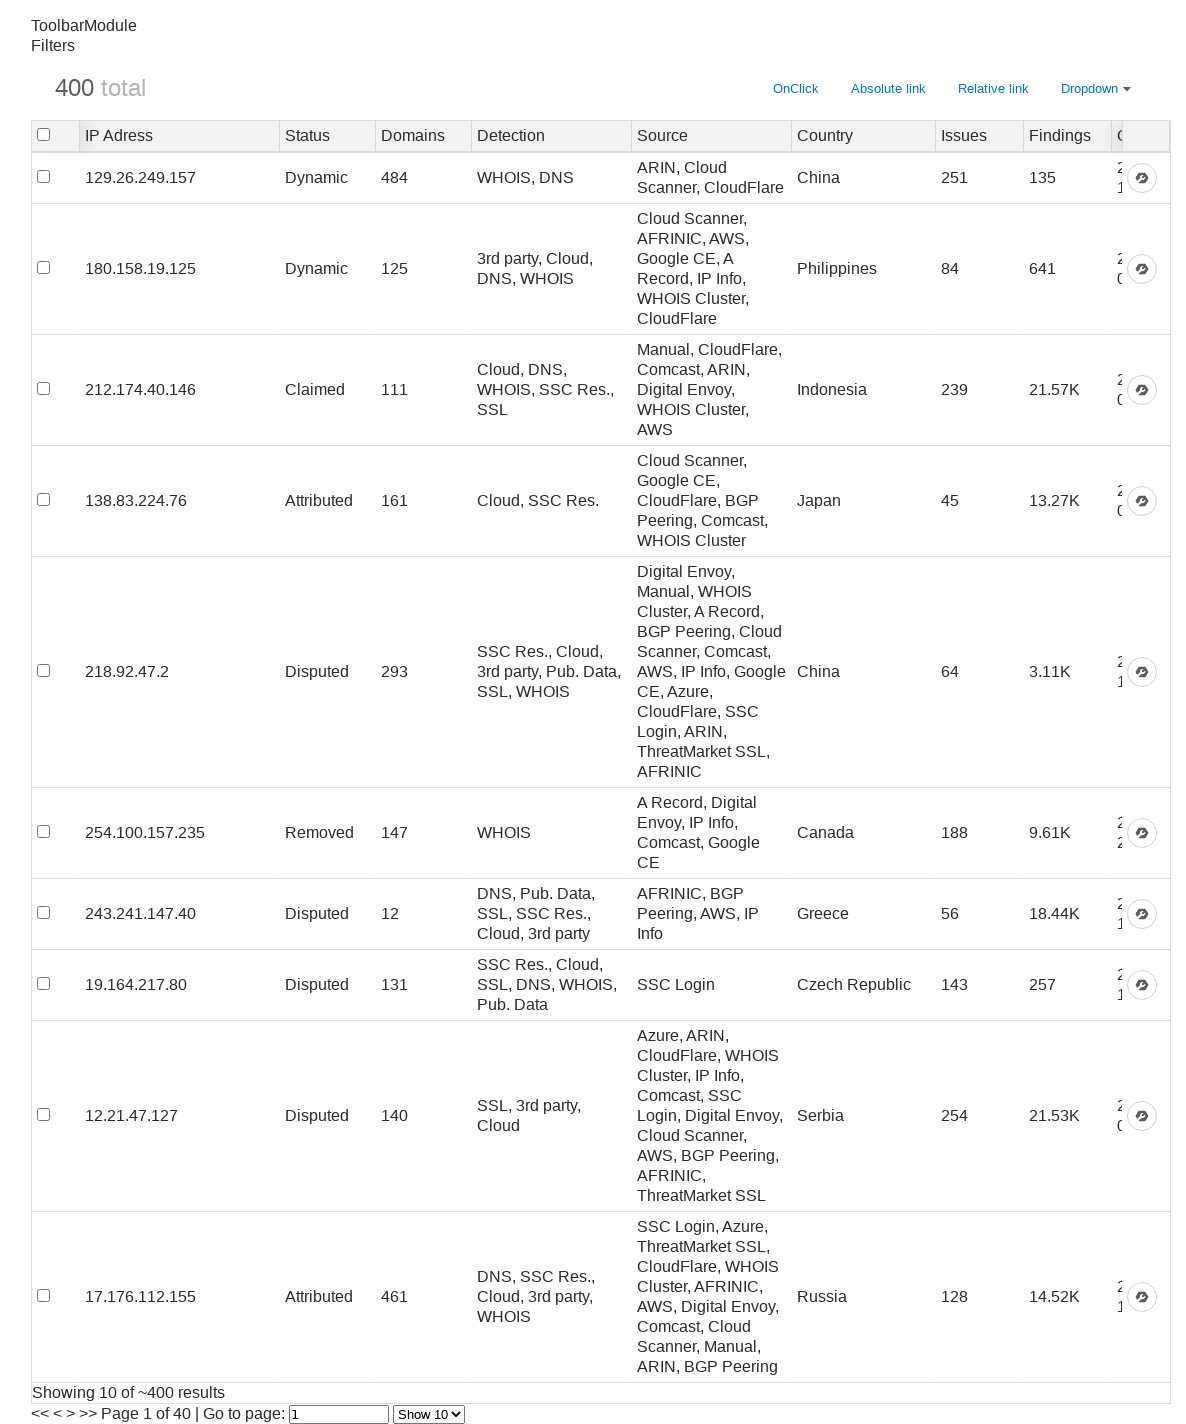 ToolbarModule
Filters
400 total
OnClick Absolute link Relative link Dropdown
IP Adress Status Domains Detection Source Country Issues Findings
129.26.249.157 Dynamic 484 WHOIS, DNS ARIN, Cloud
Scanner, CloudFlare China 251 135
180.158.19.125 Dynamic 125 3rd party, Cloud,
DNS, WHOIS Cloud Scanner,
AFRINIC, AWS,
Google CE, A
Record, IP Info,
WHOIS Cluster,
CloudFlare Philippines 84 641
212.174.40.146 Claimed 111 Cloud, DNS,
WHOIS, SSC Res.,
SSL Manual, CloudFlare,
Comcast, ARIN,
Digital Envoy,
WHOIS Cluster,
AWS Indonesia 239 21.57K
138.83.224.76 Attributed 161 Cloud, SSC Res. Cloud Scanner,
Google CE,
CloudFlare, BGP
Peering, Comcast,
WHOIS Cluster Japan 45 13.27K
218.92.47.2 Disputed 293 SSC Res., Cloud,
3rd party, Pub. Data,
SSL, WHOIS Digital Envoy,
Manual, WHOIS
Cluster, A Record,
BGP Peering, Cloud
Scanner, Comcast,
AWS, IP Info, Google
CE, Azure,
CloudFlare, SSC
Login, ARIN,
ThreatMarket SSL,
AFRINIC China 64 3.11K
254.100.157.235 Removed 147 WHOIS A Record, Digital
Envoy, IP Info,
Comcast, Google
CE Canada 188 9.61K
243.241.147.40 Disputed 12 DNS, Pub. Data,
SSL, SSC Res.,
Cloud, 3rd party AFRINIC, BGP
Peering, AWS, IP
Info Greece 56 18.44K
19.164.217.80 Disputed 131 SSC Res., Cloud,
SSL, DNS, WHOIS,
Pub. Data SSC Login Czech Republic 143 257
12.21.47.127 Disputed 140 SSL, 3rd party,
Cloud Azure, ARIN,
CloudFlare, WHOIS
Cluster, IP Info,
Comcast, SSC
Login, Digital Envoy,
Cloud Scanner,
AWS, BGP Peering,
AFRINIC,
ThreatMarket SSL Serbia 254 21.53K
17.176.112.155 Attributed 461 DNS, SSC Res.,
Cloud, 3rd party,
WHOIS SSC Login, Azure,
ThreatMarket SSL,
CloudFlare, WHOIS
Cluster, AFRINIC,
AWS, Digital Envoy,
Comcast, Cloud
Scanner, Manual,
ARIN, BGP Peering Russia 128 14.52K
Showing 10 of ~400 results
<< < > >> Page 1 of 40 | Go to page: 1 Show 10